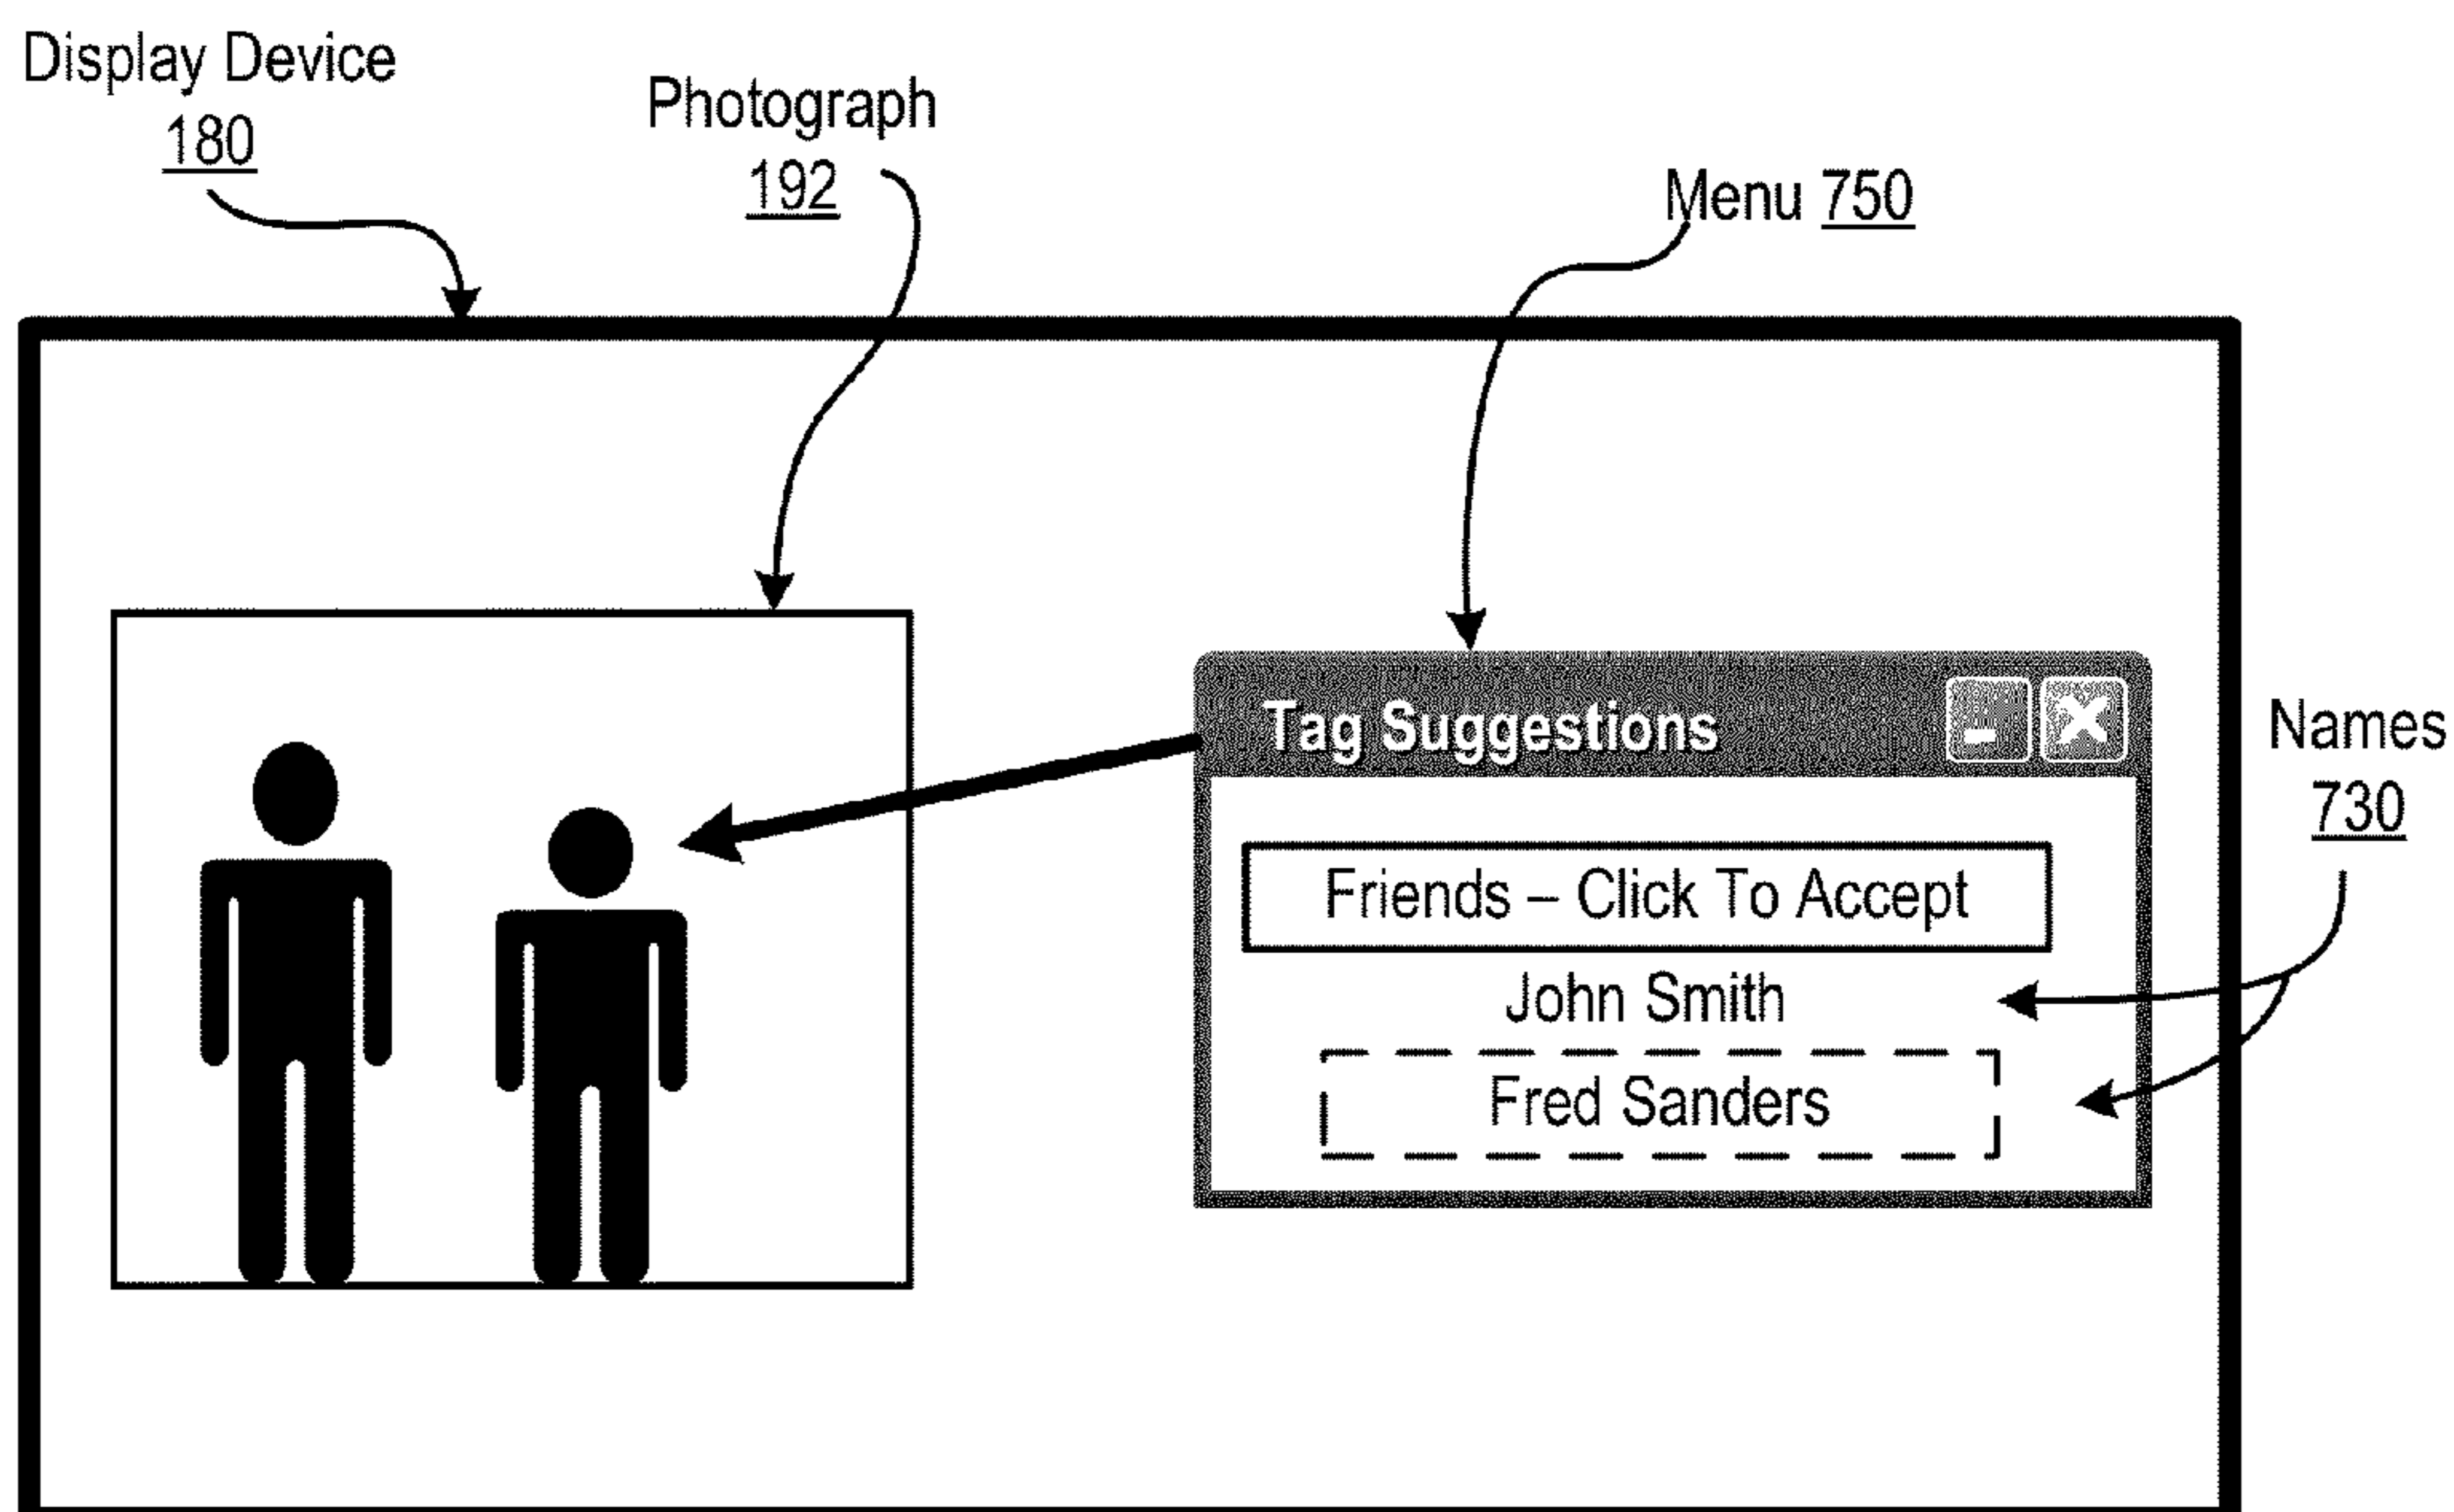 Display Device
180
Photograph
192
Menu 750
Tag Suggestions
Names
730
Friends – Click To Accept
John Smith
Fred Sanders